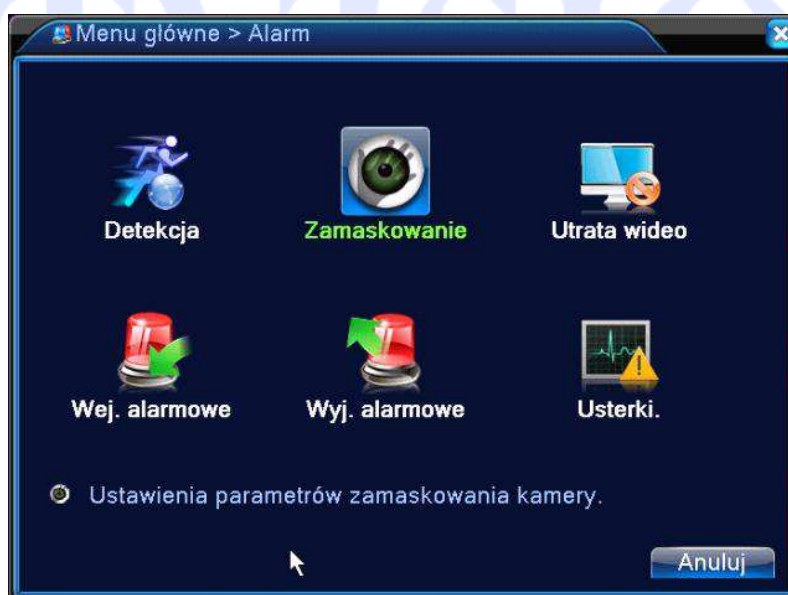 Menu główne > Alarm
Detekcja Zamaskowanie Utrata wideo
Wej. alarmowe Wyj. alarmowe Usterki.
Ustawienia parametrów zamaskowania kamery.
Anuluj